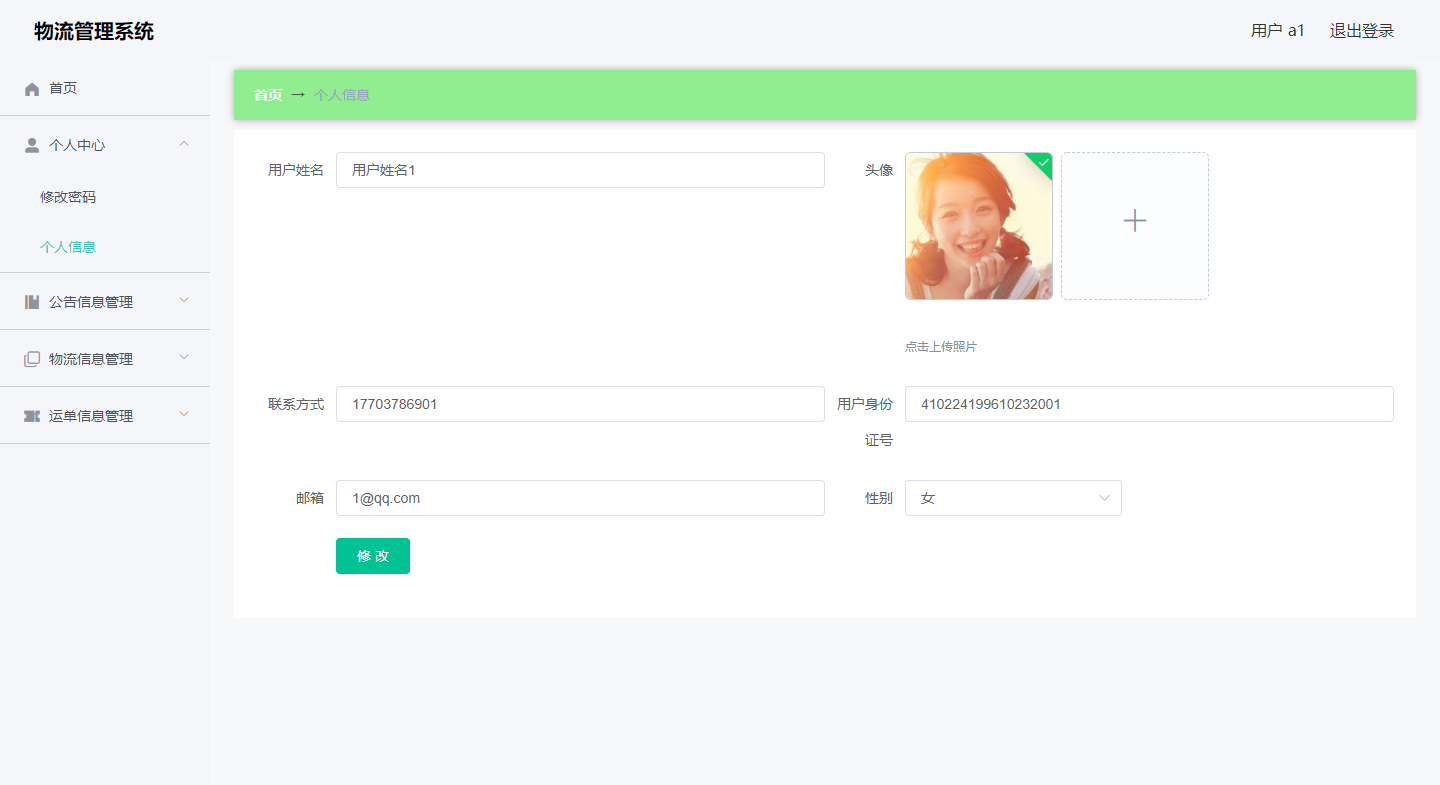 物流管理系统
用户 a1
退出登录
首页
个人中心
修改密码
个人信息
公告信息管理
物流信息管理
运单信息管理
首页 → 个人信息
用户姓名
用户姓名1
头像
点击上传照片
联系方式
17703786901
用户身份
证号
410224199610232001
邮箱
1@qq.com
性别
女
修 改